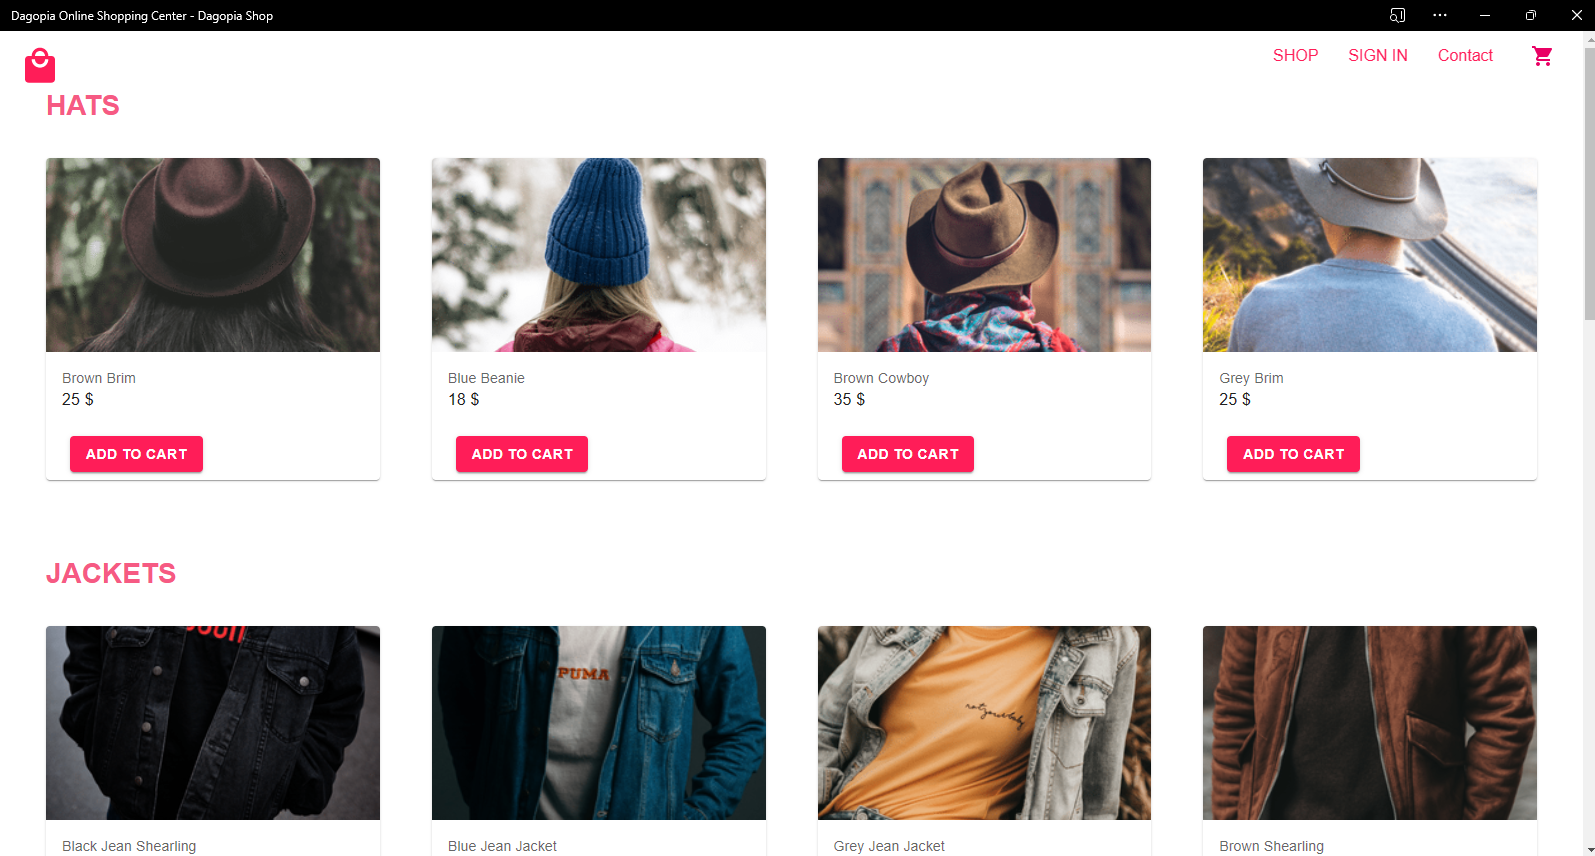 Dagopia Online Shopping Center - Dagopia Shop
SHOP SIGN IN Contact
HATS
Brown Brim
25 $
ADD TO CART
Blue Beanie
18 $
ADD TO CART
Brown Cowboy
35 $
ADD TO CART
Grey Brim
25 $
ADD TO CART
JACKETS
PUMA
Black Jean Shearling
Blue Jean Jacket
Grey Jean Jacket
Brown Shearling